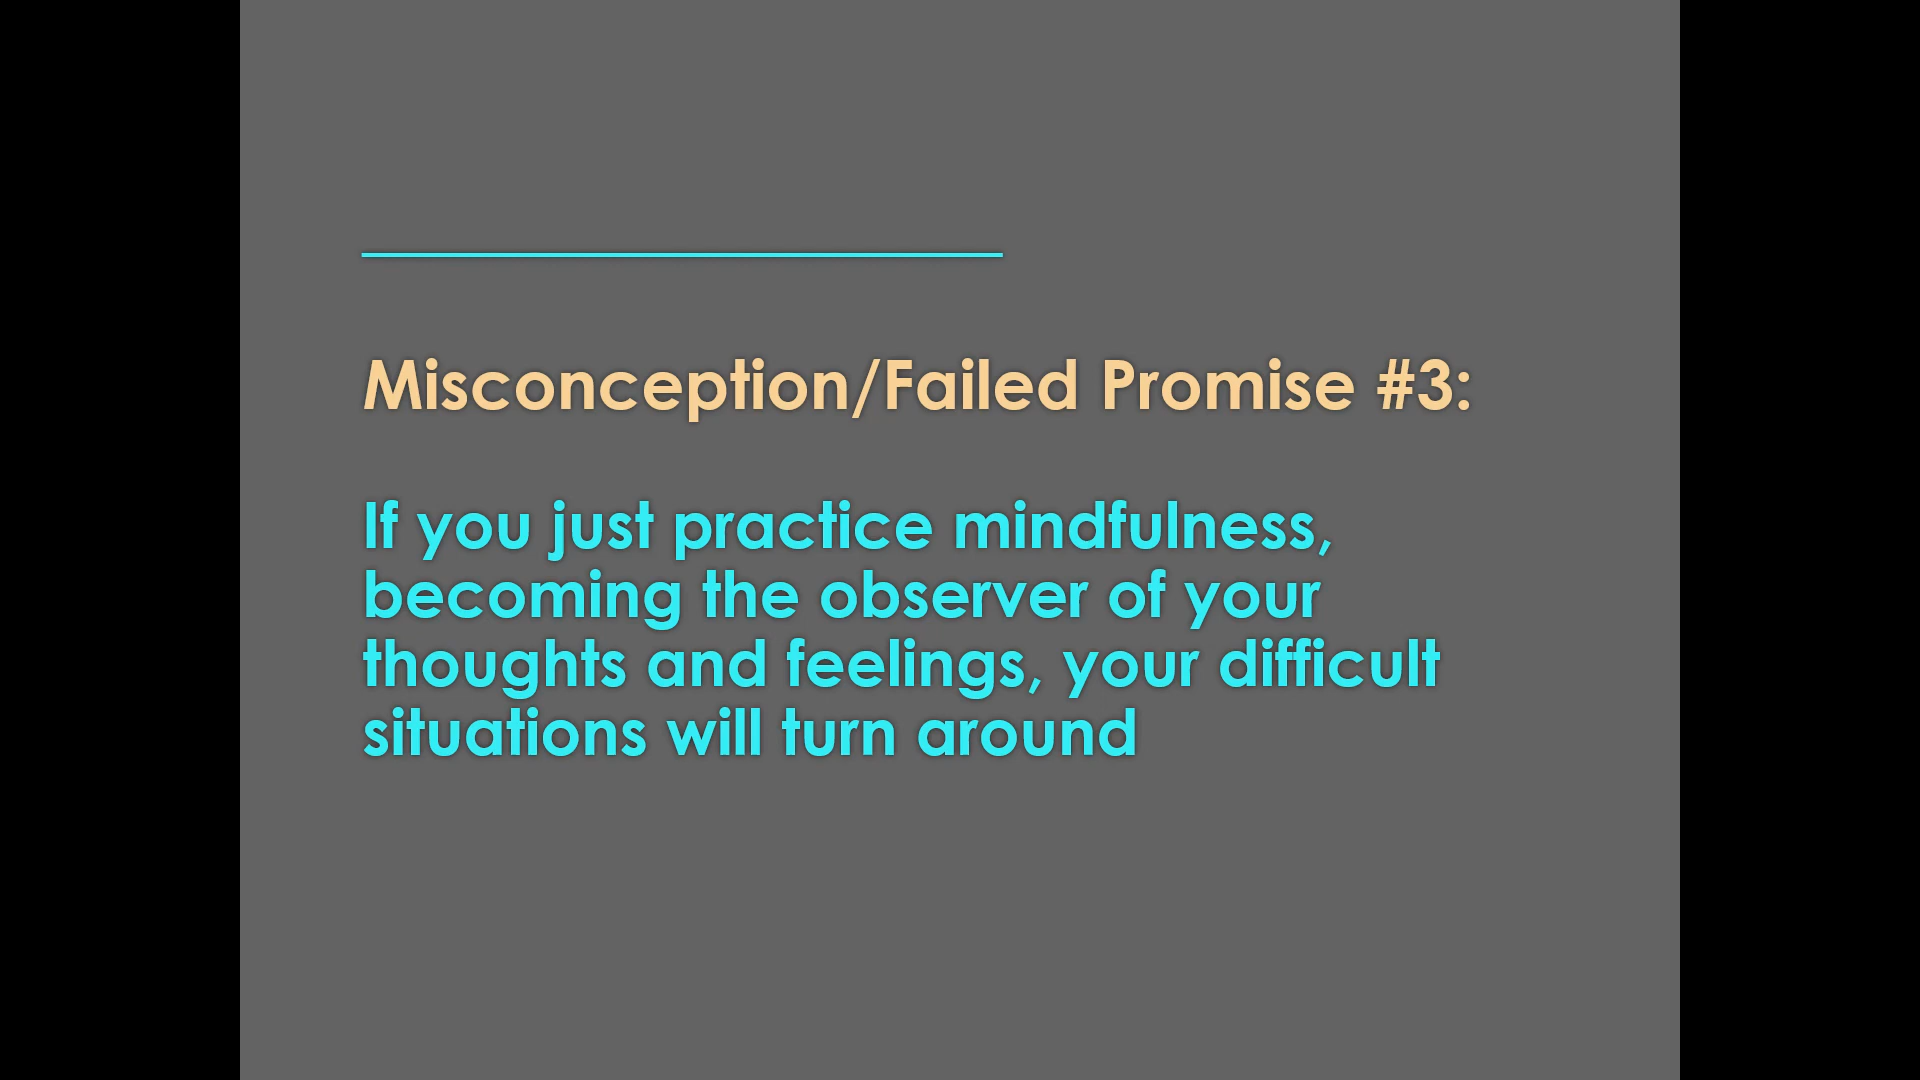 Misconception/Failed Promise #3:
If you just practice mindfulness,
becoming the observer of your
thoughts and feelings, your difficult
situations will turn around